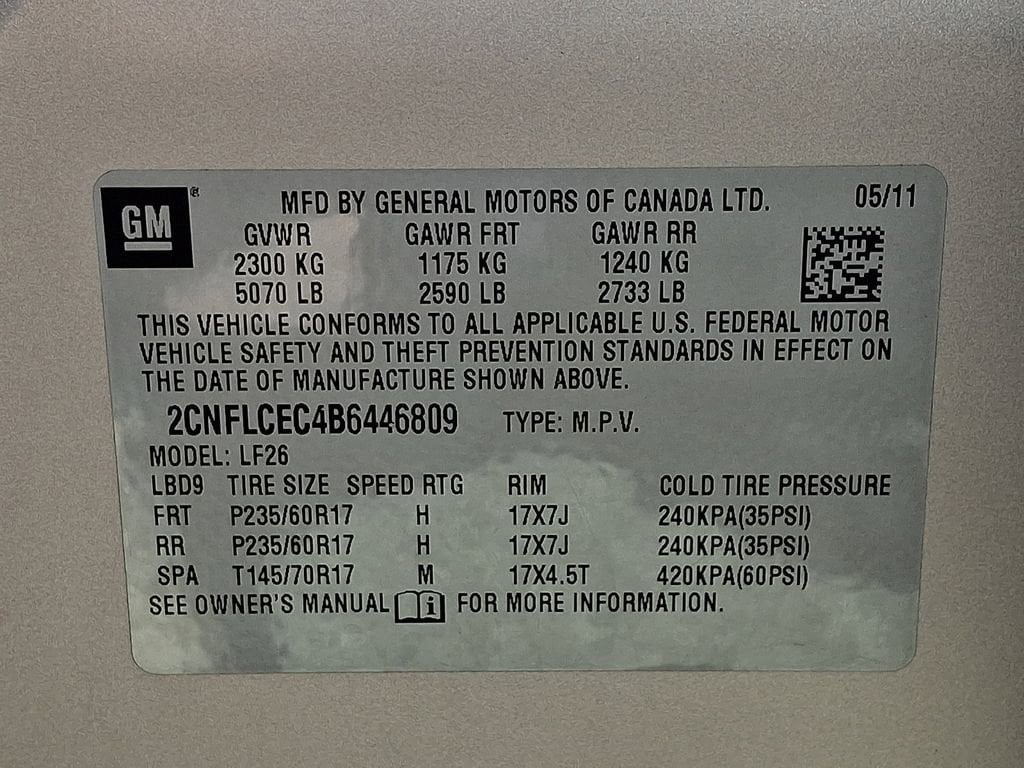 GM ®
MFD BY GENERAL MOTORS OF CANADA LTD. 05/11
GVWR GAWR FRT GAWR RR
2300 KG 1175 KG 1240 KG
5070 LB 2590 LB 2733 LB
THIS VEHICLE CONFORMS TO ALL APPLICABLE U.S. FEDERAL MOTOR
VEHICLE SAFETY AND THEFT PREVENTION STANDARDS IN EFFECT ON
THE DATE OF MANUFACTURE SHOWN ABOVE.
2CNFLCEC4B6446809 TYPE: M.P.V.
MODEL: LF26
LBD9 TIRE SIZE SPEED RTG RIM COLD TIRE PRESSURE
FRT P235/60R17 H 17X7J 240KPA(35PSI)
RR P235/60R17 H 17X7J 240KPA(35PSI)
SPA T145/70R17 M 17X4.5T 420KPA(60PSI)
SEE OWNER'S MANUAL i FOR MORE INFORMATION.